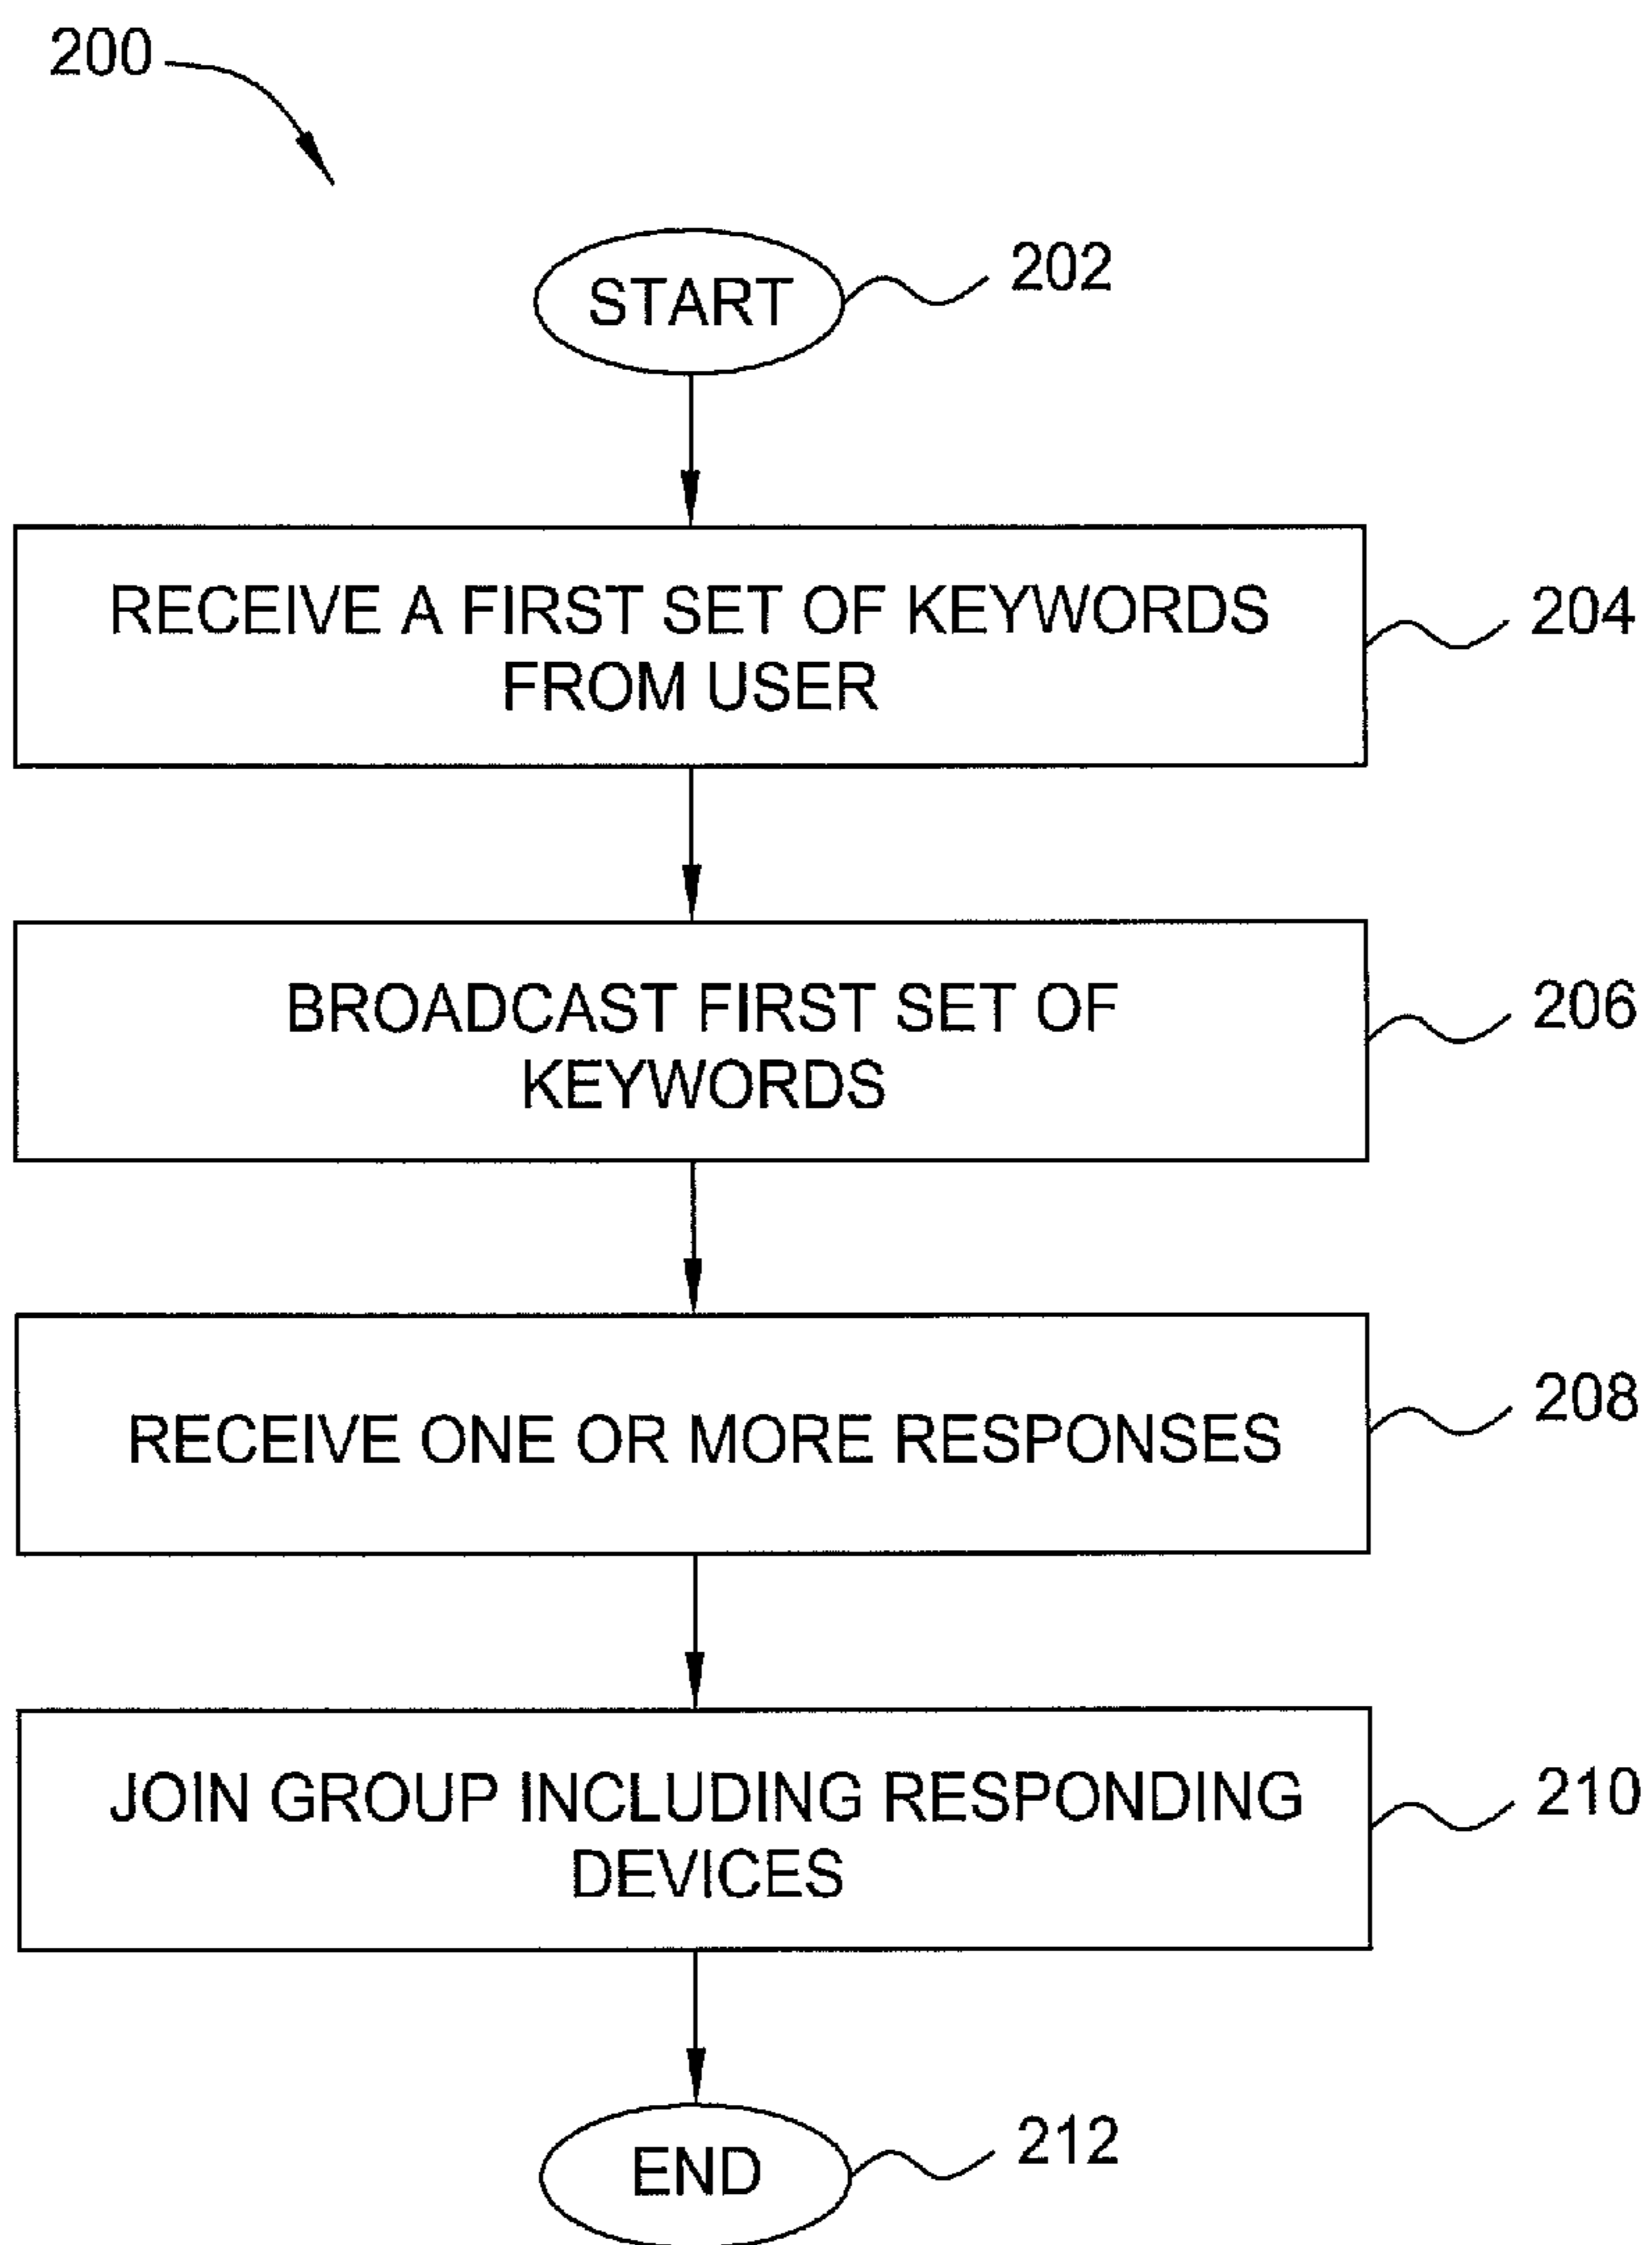 200
START
202
RECEIVE A FIRST SET OF KEYWORDS
FROM USER
204
BROADCAST FIRST SET OF
KEYWORDS
206
RECEIVE ONE OR MORE RESPONSES
208
JOIN GROUP INCLUDING RESPONDING
DEVICES
210
END
212